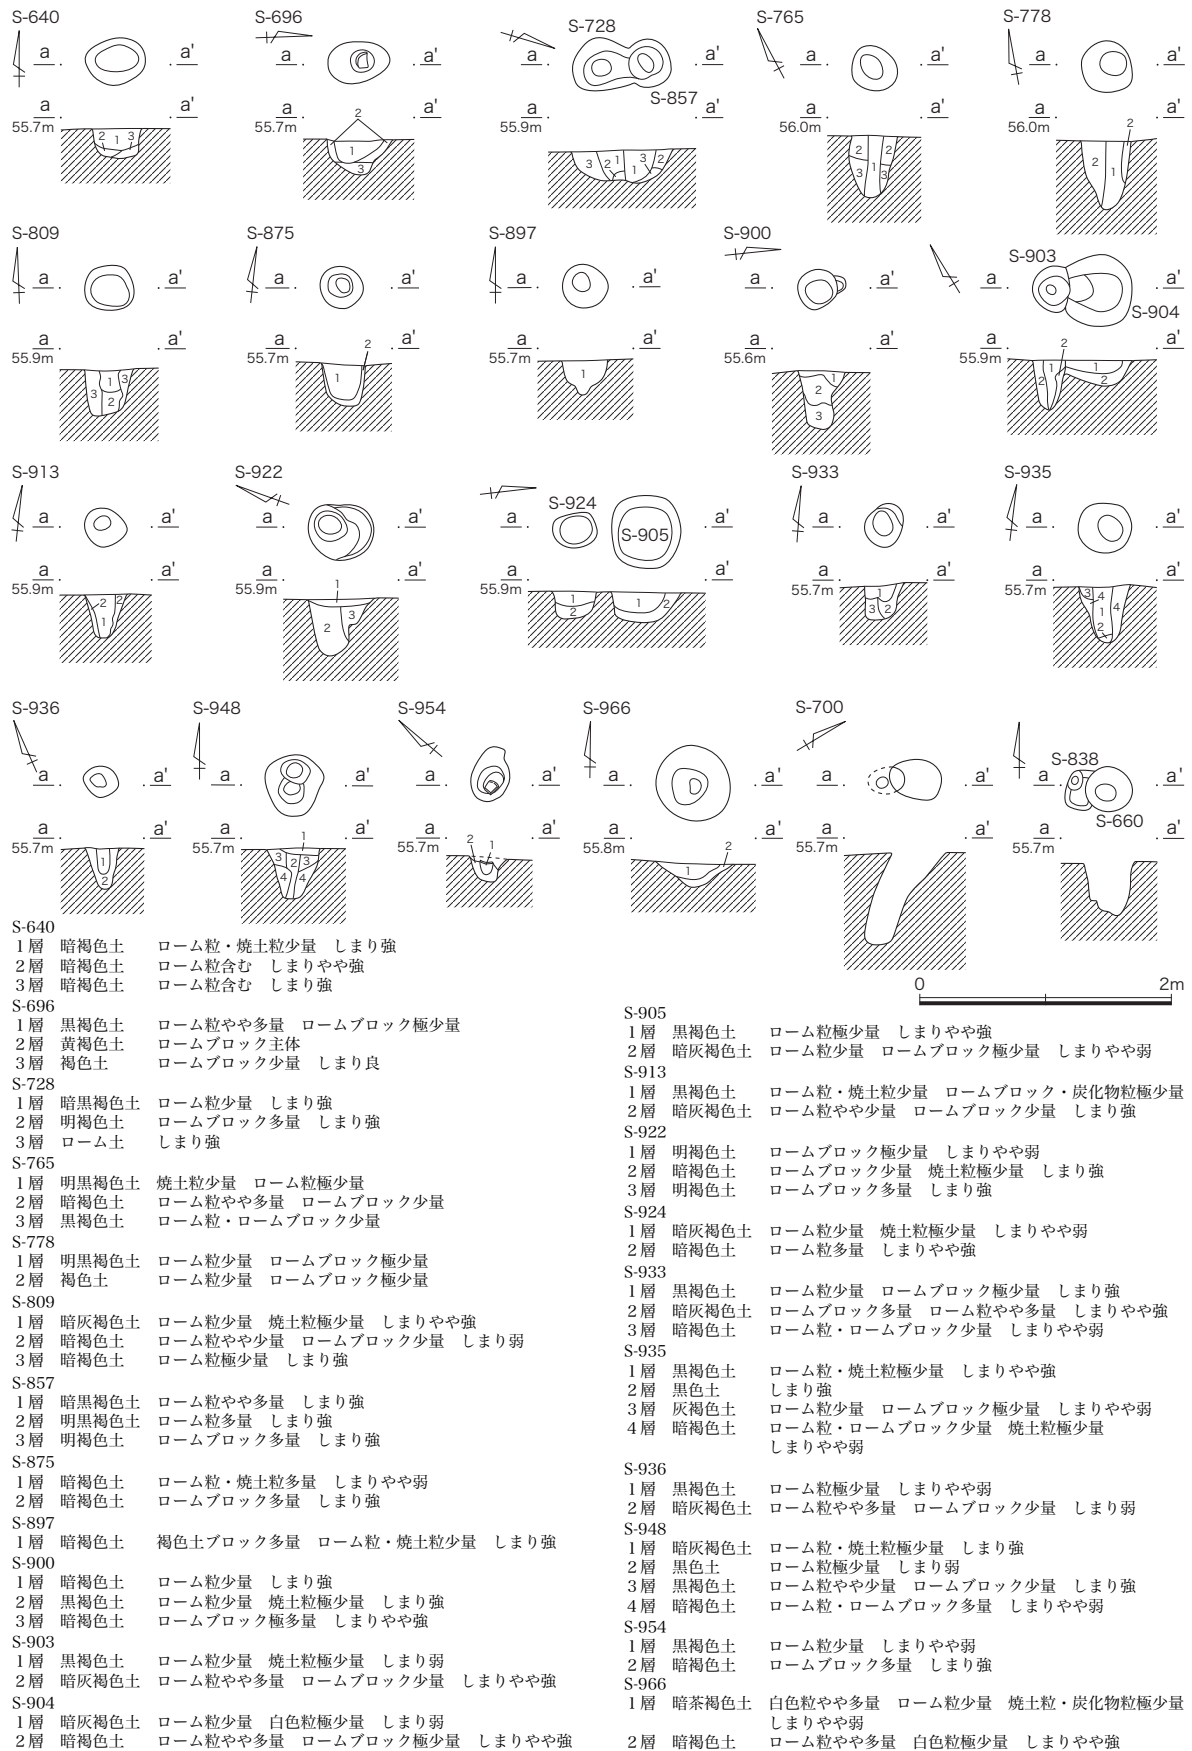 S-640
S-696
S-728
S-857
S-765
S-778
a a' a a' a a' a a' a a'
a a' a a' a a' a a' a a'
55.7m
55.7m
55.9m
56.0m
56.0m
2 1 3
2 1 3
3 2 1 1 3 2
2 2 1 3 3
2 2 1
S-809
S-875
S-897
S-900
S-903
S-904
a a' a a' a a' a a' a a'
a a' a a' a a' a a' a a'
55.9m
55.7m
55.7m
55.6m
55.9m
1 3 3 2
2 1
1
1 2 3
2 1 2 1 2
S-913
S-922
S-924
S-905
S-933
S-935
a a' a a' a a' a a' a a'
a a' a a' a a' a a' a a'
55.9m
55.9m
55.9m
55.7m
55.7m
2 2 1
1 3 2
1 2 1 2
1 3 2
3 4 1 4 2
S-936
S-948
S-954
S-966
S-700
S-838
S-660
a a' a a' a a' a a' a a' a a'
a a' a a' a a' a a' a a' a a'
55.7m
55.7m
55.7m
55.8m
55.7m
55.7m
1 2
1 3 2 3 4 4
2 1
2 1
0 2m
S-640
1層 暗褐色土 ローム粒・焼土粒少量 しまり強
2層 暗褐色土 ローム粒含む しまりやや強
3層 暗褐色土 ローム粒含む しまり強
S-696
1層 黒褐色土 ローム粒やや多量 ロームブロック極少量
2層 黄褐色土 ロームブロック主体
3層 褐色土 ロームブロック少量 しまり良
S-728
1層 暗黒褐色土 ローム粒少量 しまり強
2層 明褐色土 ロームブロック多量 しまり強
3層 ローム土 しまり強
S-765
1層 明黒褐色土 焼土粒少量 ローム粒極少量
2層 暗褐色土 ローム粒やや多量 ロームブロック少量
3層 黒褐色土 ローム粒・ロームブロック少量
S-778
1層 明黒褐色土 ローム粒少量 ロームブロック極少量
2層 褐色土 ローム粒少量 ロームブロック極少量
S-809
1層 暗灰褐色土 ローム粒少量 焼土粒極少量 しまりやや強
2層 暗褐色土 ローム粒やや少量 ロームブロック少量 しまり弱
3層 暗褐色土 ローム粒極少量 しまり強
S-857
1層 暗黒褐色土 ローム粒やや多量 しまり強
2層 明黒褐色土 ローム粒多量 しまり強
3層 明褐色土 ロームブロック多量 しまり強
S-875
1層 暗褐色土 ローム粒・焼土粒多量 しまりやや弱
2層 暗褐色土 ロームブロック多量 しまり強
S-897
1層 暗褐色土 褐色土ブロック多量 ローム粒・焼土粒少量 しまり強
S-900
1層 暗褐色土 ローム粒少量 しまり強
2層 黒褐色土 ローム粒少量 焼土粒極少量 しまり強
3層 暗褐色土 ロームブロック極多量 しまりやや強
S-903
1層 黒褐色土 ローム粒少量 焼土粒極少量 しまり弱
2層 暗灰褐色土 ローム粒やや多量 ロームブロック少量 しまりやや強
S-904
1層 暗灰褐色土 ローム粒少量 白色粒極少量 しまり弱
2層 暗褐色土 ローム粒やや多量 ロームブロック極少量 しまりやや強
S-905
1層 黒褐色土 ローム粒極少量 しまりやや強
2層 暗灰褐色土 ローム粒少量 ロームブロック極少量 しまりやや弱
S-913
1層 黒褐色土 ローム粒・焼土粒少量 ロームブロック・炭化物粒極少量
2層 暗灰褐色土 ローム粒やや少量 ロームブロック少量 しまり強
S-922
1層 明褐色土 ロームブロック極少量 しまりやや弱
2層 暗褐色土 ロームブロック少量 焼土粒極少量 しまり強
3層 明褐色土 ロームブロック多量 しまり強
S-924
1層 暗灰褐色土 ローム粒少量 焼土粒極少量 しまりやや弱
2層 暗褐色土 ローム粒多量 しまりやや強
S-933
1層 黒褐色土 ローム粒少量 ロームブロック極少量 しまり強
2層 暗灰褐色土 ロームブロック多量 ローム粒やや多量 しまりやや強
3層 暗褐色土 ローム粒・ロームブロック少量 しまりやや弱
S-935
1層 黒褐色土 ローム粒・焼土粒極少量 しまりやや強
2層 黒色土 しまり強
3層 灰褐色土 ローム粒少量 ロームブロック極少量 しまりやや弱
4層 暗褐色土 ローム粒・ロームブロック少量 焼土粒極少量
しまりやや弱
S-936
1層 黒褐色土 ローム粒極少量 しまりやや弱
2層 暗灰褐色土 ローム粒やや多量 ロームブロック少量 しまり弱
S-948
1層 暗灰褐色土 ローム粒・焼土粒極少量 しまり強
2層 黒色土 ローム粒極少量 しまり弱
3層 黒褐色土 ローム粒やや少量 ロームブロック少量 しまり強
4層 暗褐色土 ローム粒・ロームブロック多量 しまりやや弱
S-954
1層 黒褐色土 ローム粒少量 しまりやや弱
2層 暗褐色土 ロームブロック多量 しまり強
S-966
1層 暗茶褐色土 白色粒やや多量 ローム粒少量 焼土粒・炭化物粒極少量
しまりやや弱
2層 暗褐色土 ローム粒やや多量 白色粒極少量 しまりやや強